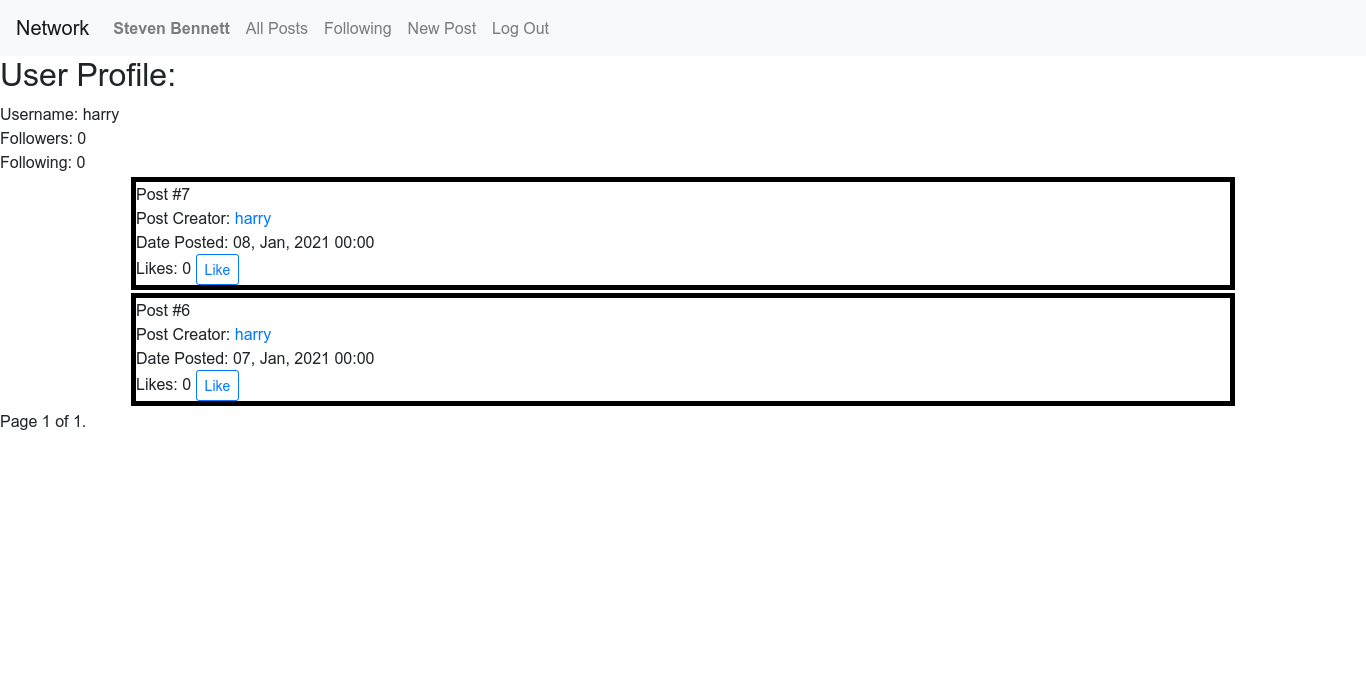 Network Steven Bennett All Posts Following New Post Log Out
User Profile:
Username: harry
Followers: 0
Following: 0
Post #7
Post Creator: harry
Date Posted: 08, Jan, 2021 00:00
Likes: 0 Like
Post #6
Post Creator: harry
Date Posted: 07, Jan, 2021 00:00
Likes: 0 Like
Page 1 of 1.